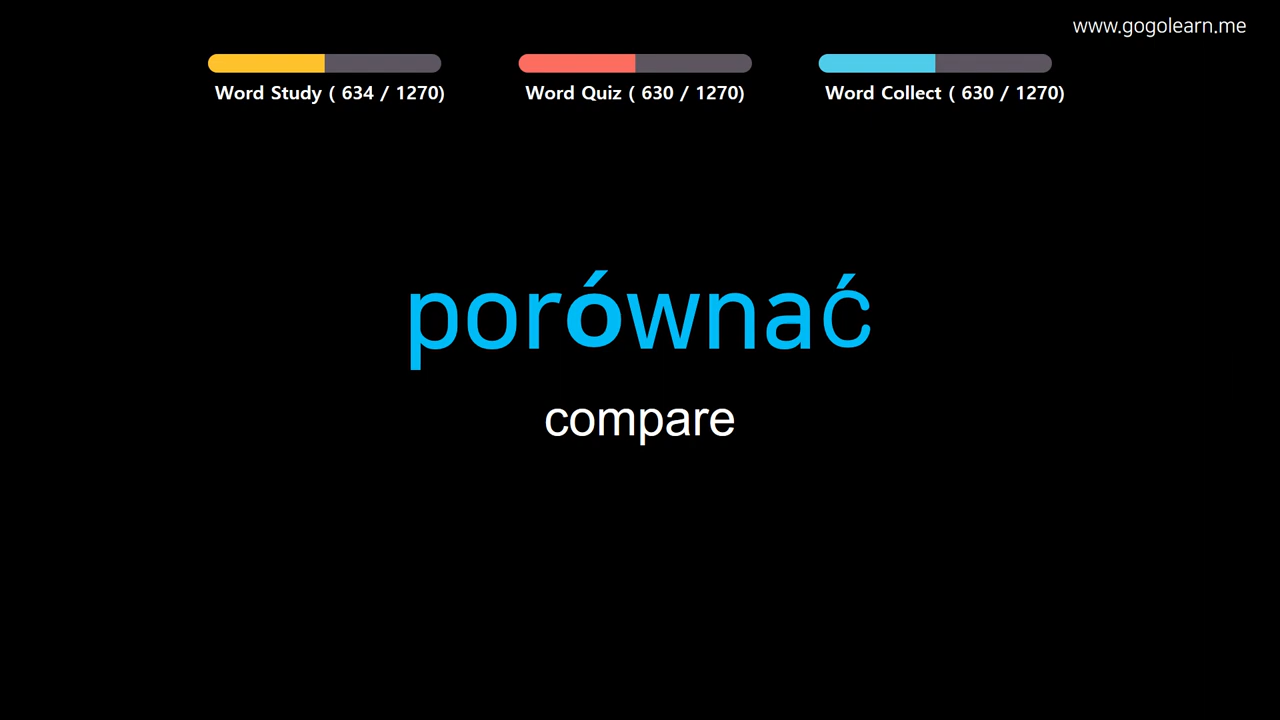 www.gogolearn.me
Word Study ( 634 / 1270)
Word Quiz ( 630 / 1270)
Word Collect ( 630 / 1270)
porównać
compare